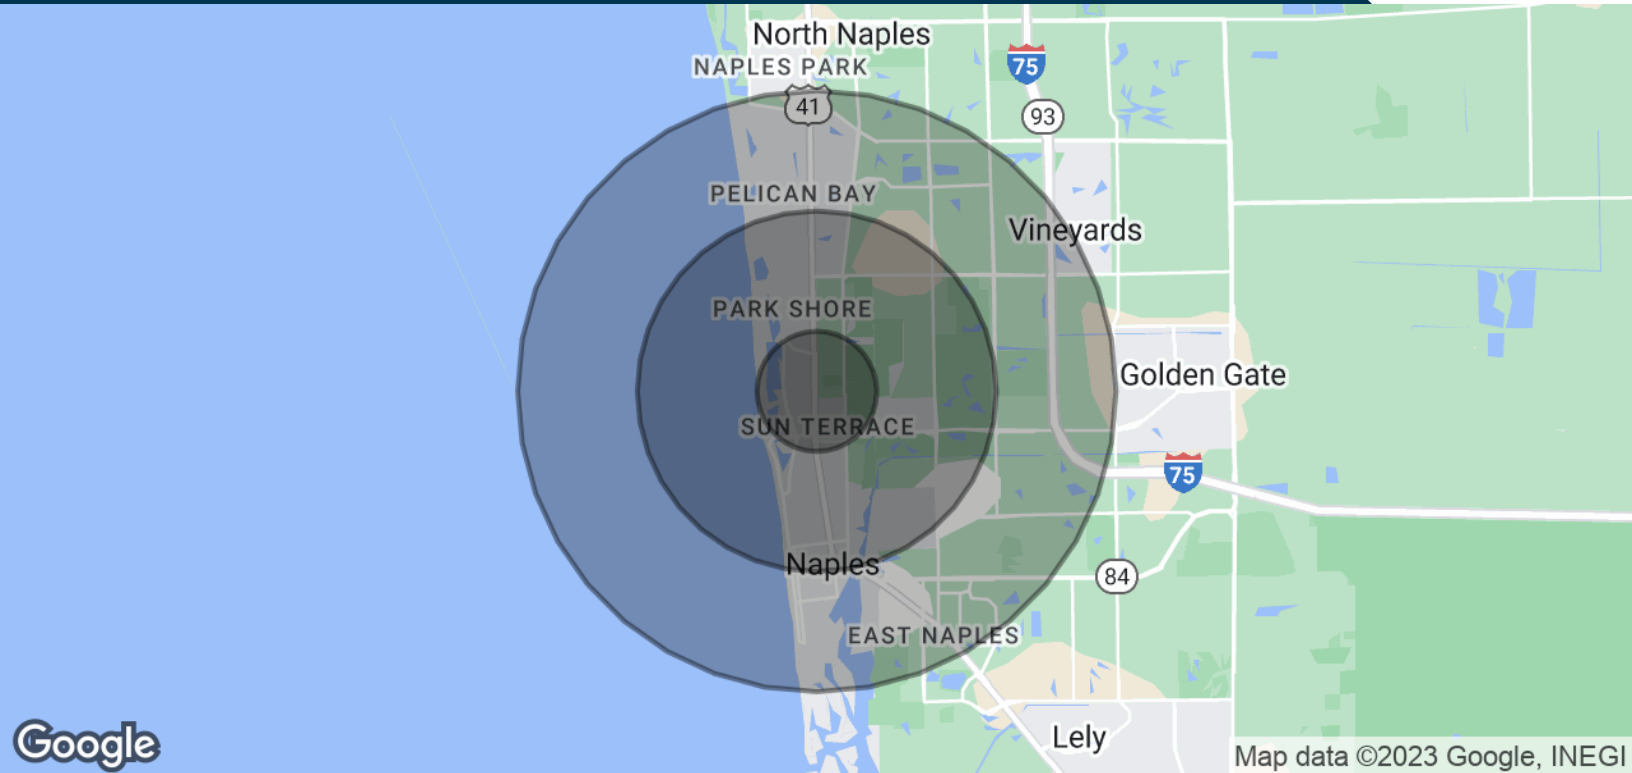 North Naples
NAPLES PARK
75
41
93
PELICAN BAY
Vineyards
PARK SHORE
Golden Gate
SUN TERRACE
75
Naples
84
EAST NAPLES
Lely
Google
Map data ©2023 Google, INEGI